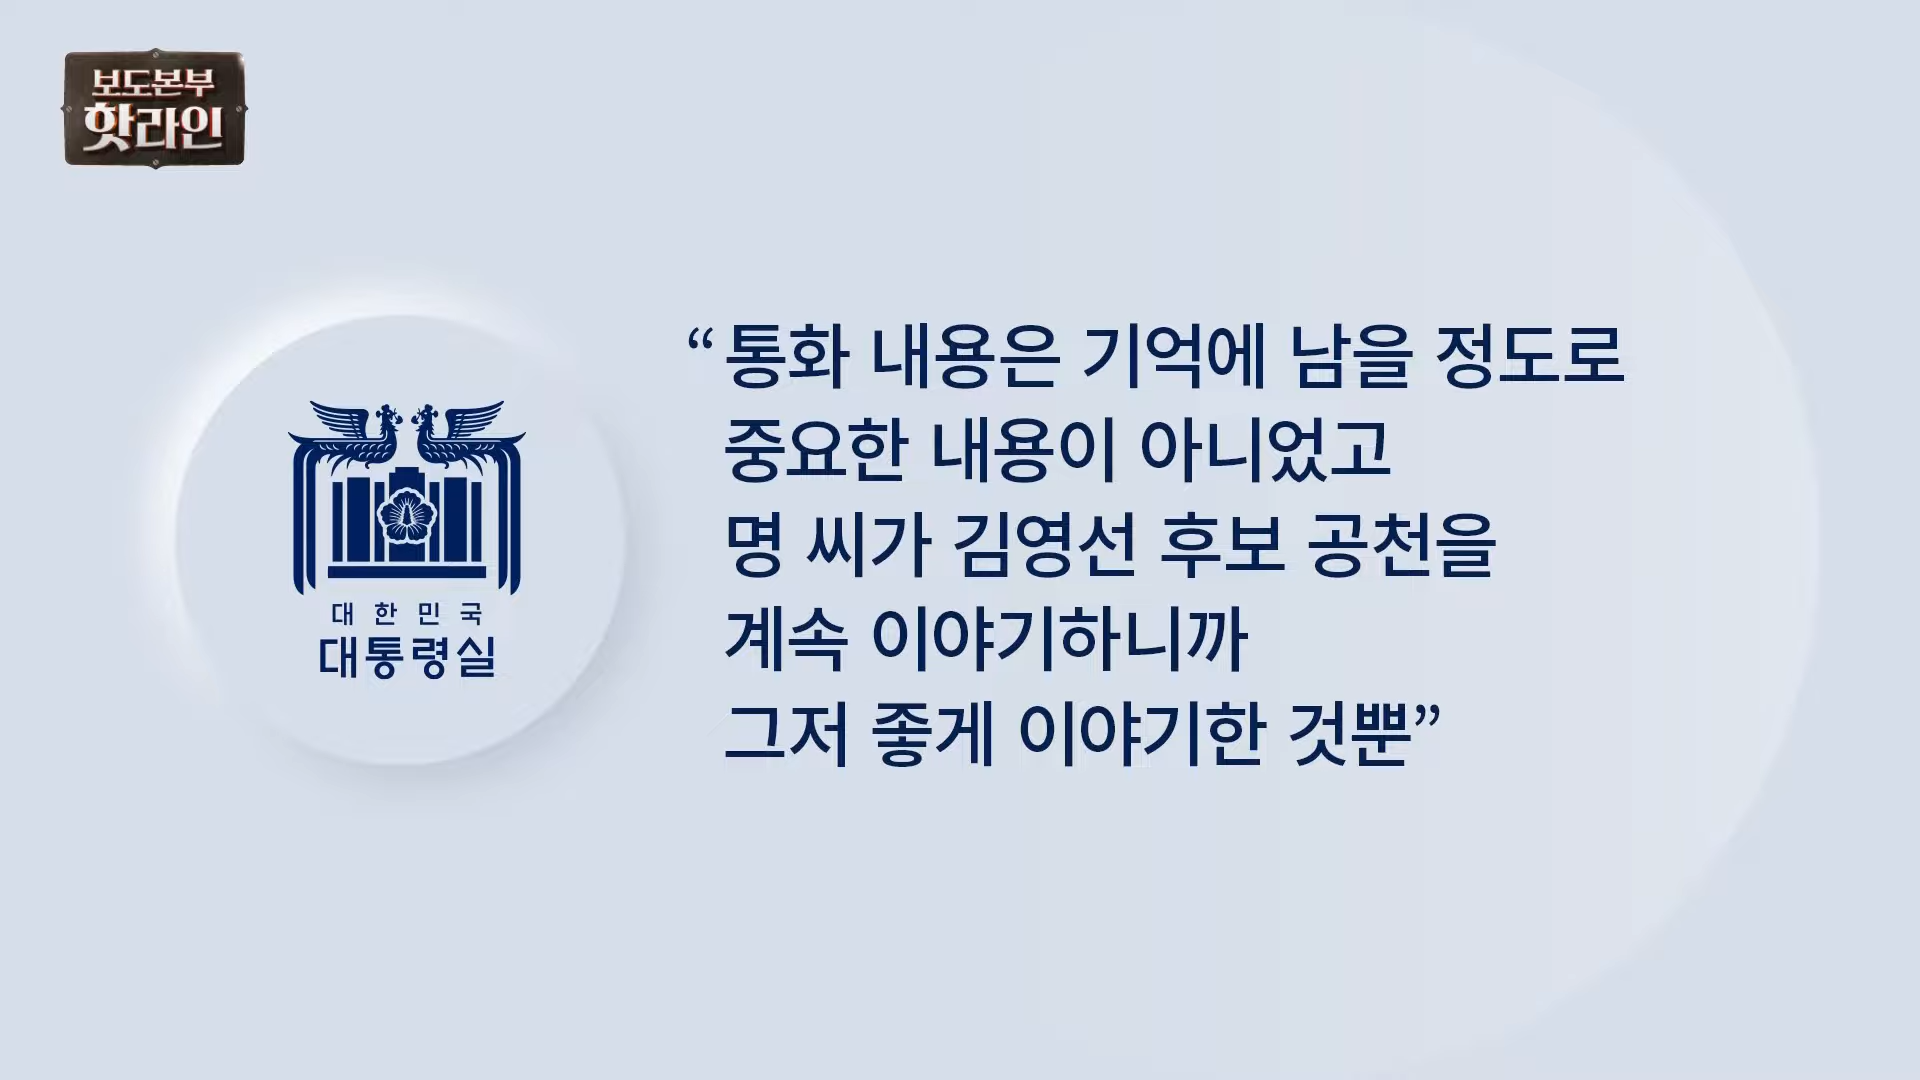 보도본부
핫라인
“통화 내용은 기억에 남을 정도로
중요한 내용이 아니었고
명 씨가 김영선 후보 공천을
계속 이야기하니까
그저 좋게 이야기한 것뿐”
대한민국
대통령실